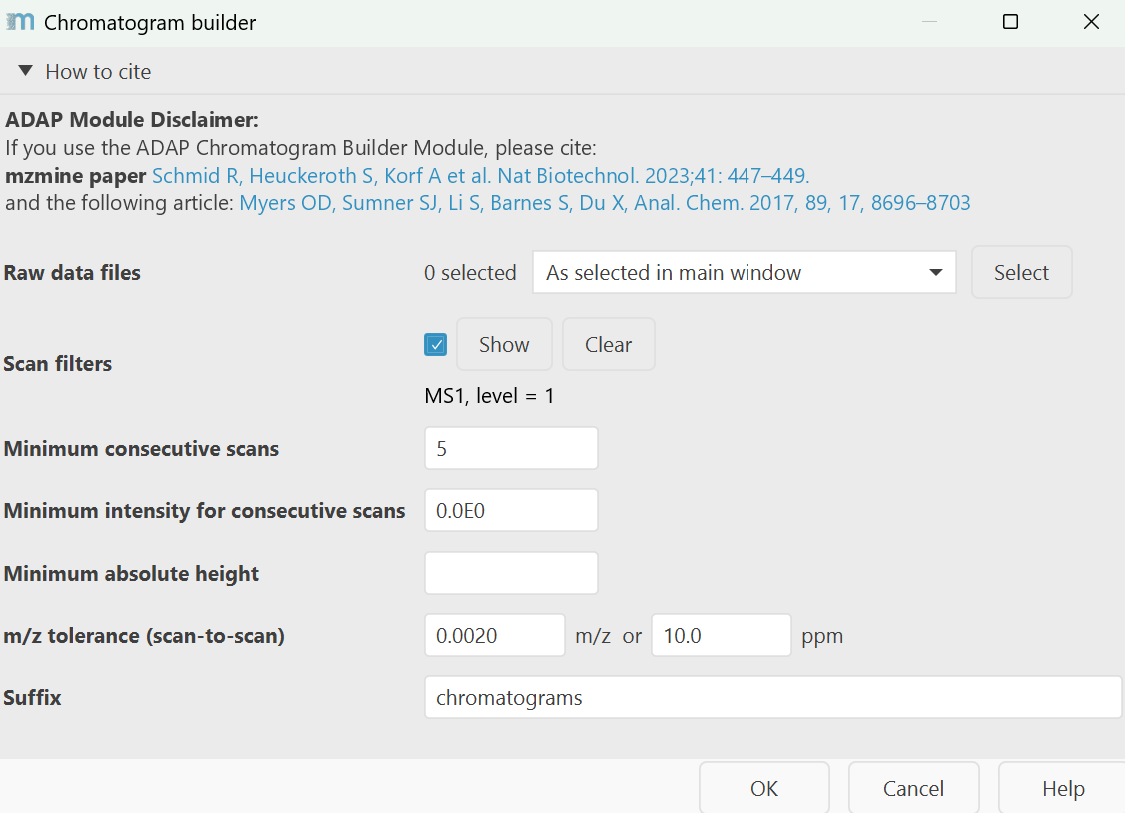 m Chromatogram builder
How to cite
ADAP Module Disclaimer:
If you use the ADAP Chromatogram Builder Module, please cite:
mzmine paper Schmid R, Heuckeroth S, Korf A et al. Nat Biotechnol. 2023;41: 447–449.
and the following article: Myers OD, Sumner SJ, Li S, Barnes S, Du X, Anal. Chem. 2017, 89, 17, 8696–8703
Raw data files 0 selected As selected in main window Select
Show Clear
Scan filters
MS1, level = 1
Minimum consecutive scans 5
Minimum intensity for consecutive scans 0.0E0
Minimum absolute height
m/z tolerance (scan-to-scan) 0.0020 m/z or 10.0 ppm
Suffix chromatograms
OK Cancel Help